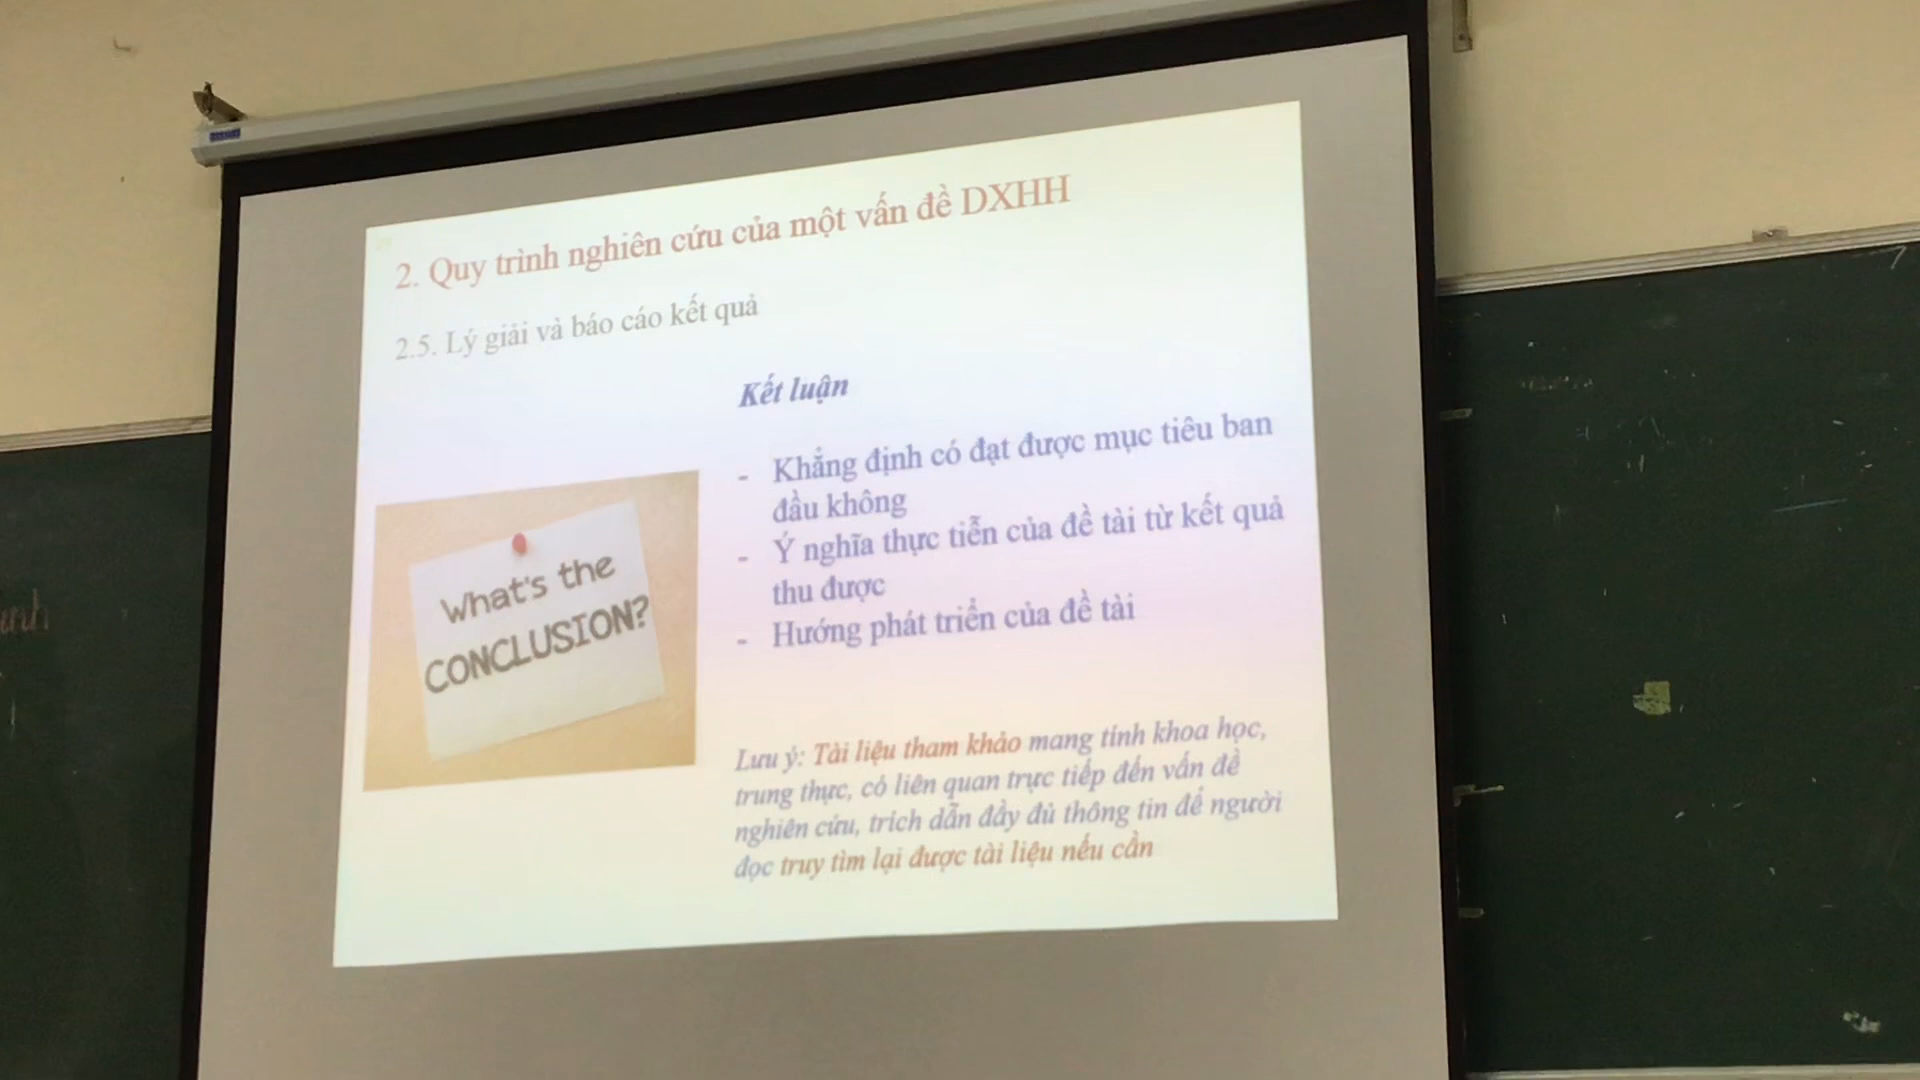 2. Quy trình nghiên cứu của một vấn đề DXHH
2.5. Lý giải và báo cáo kết quả
Kết luận
- Khẳng định có đạt được mục tiêu ban
đầu không
- Ý nghĩa thực tiễn của đề tài từ kết quả
thu được
- Hướng phát triển của đề tài
What's the
CONCLUSION?
Lưu ý: Tài liệu tham khảo mang tính khoa học,
trung thực, có liên quan trực tiếp đến vấn đề
nghiên cứu, trích dẫn đầy đủ thông tin để người
đọc truy tìm lại được tài liệu nếu cần